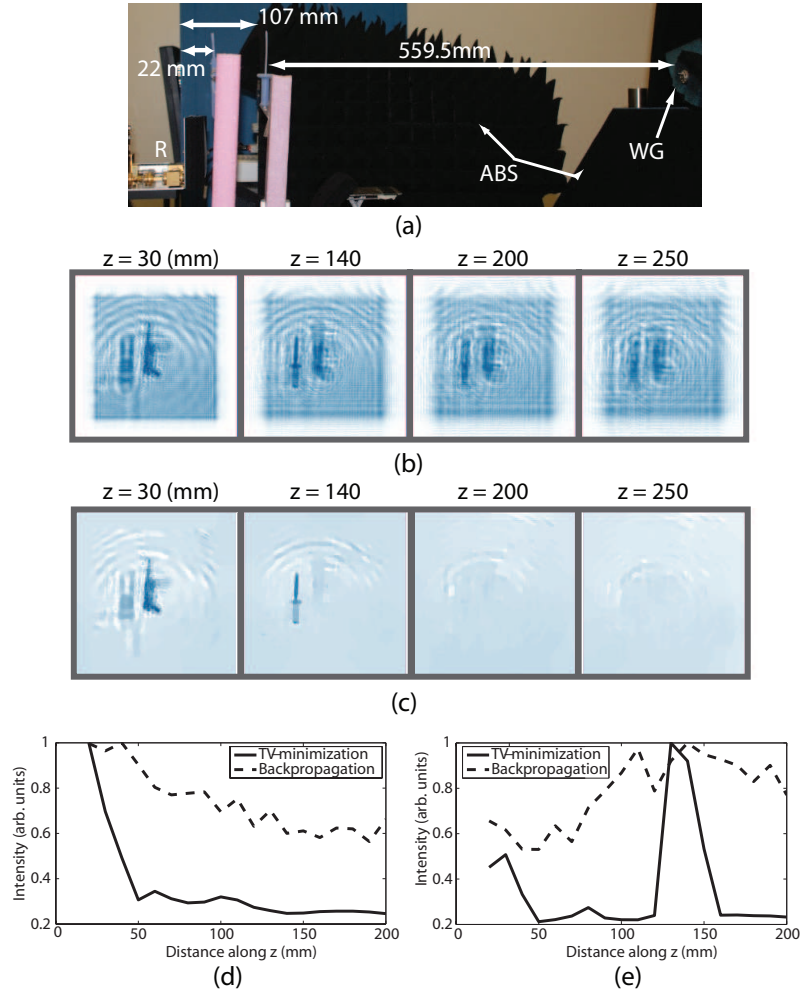 107 mm
559.5mm
22 mm
R
ABS
WG
(a)
z = 30 (mm) z = 140 z = 200 z = 250
(b)
z = 30 (mm) z = 140 z = 200 z = 250
(c)
Intensity (arb. units)
1
0.8
0.6
0.4
0.2
0 50 100 150 200
TV-minimization
Backpropagation
Distance along z (mm)
(d)
Intensity (arb. units)
1
0.8
0.6
0.4
0.2
0 50 100 150 200
TV-minimization
Backpropagation
Distance along z (mm)
(e)